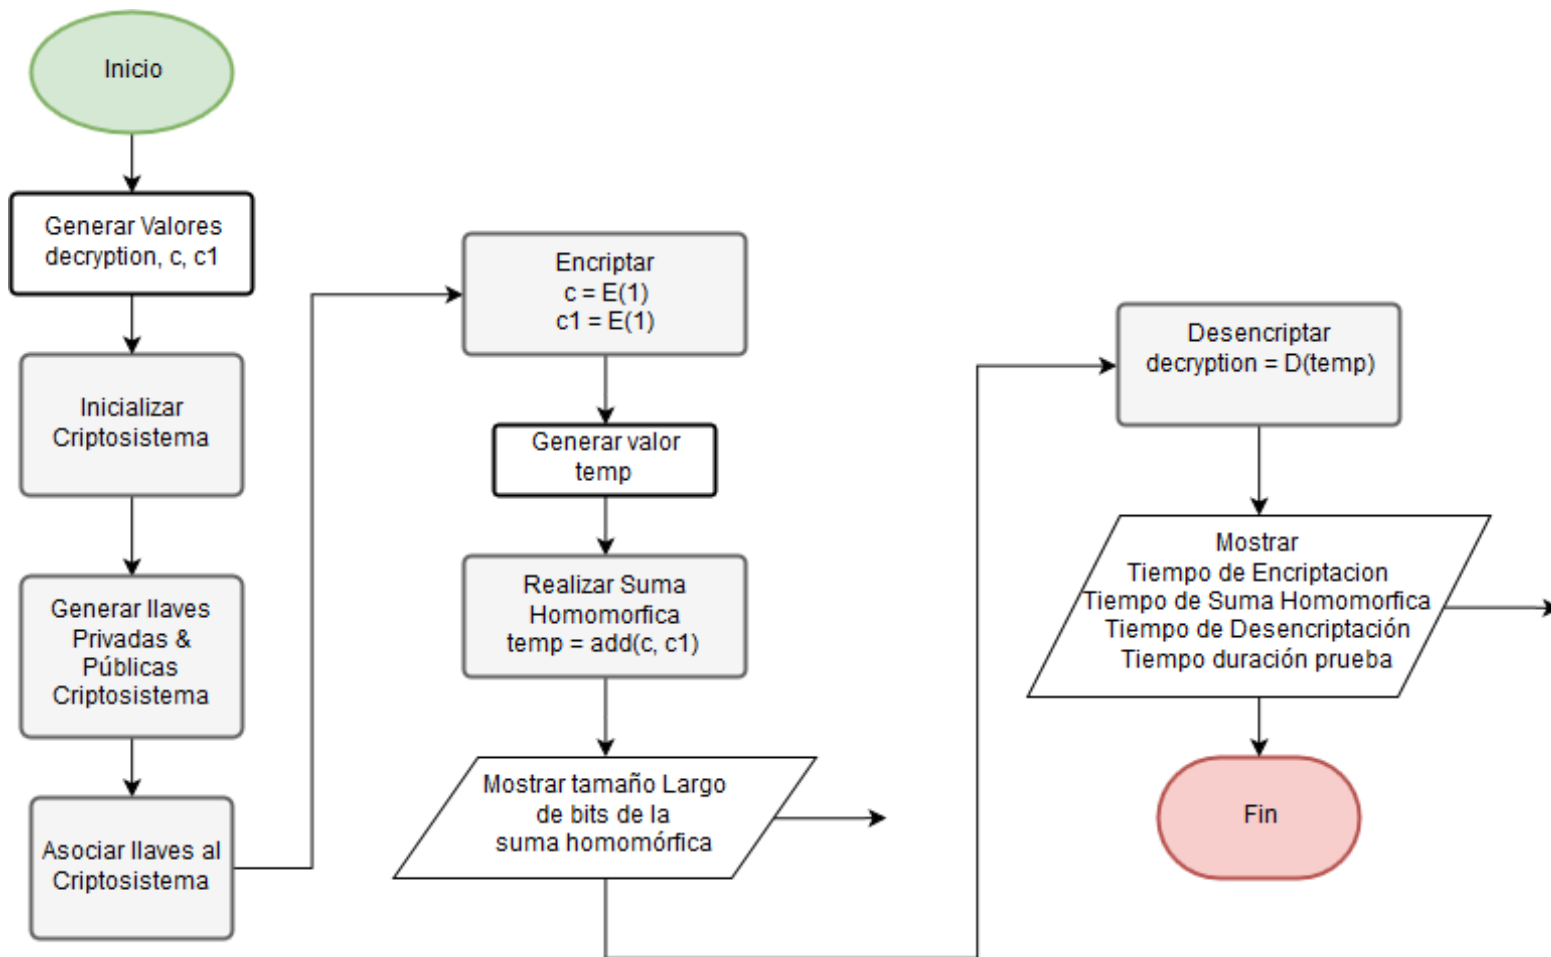 Inicio
Generar Valores
decryption, c, c1
Inicializar
Criptosistema
Generar llaves
Privadas &
Públicas
Criptosistema
Asociar llaves al
Criptosistema
Encriptar
c = E(1)
c1 = E(1)
Generar valor
temp
Realizar Suma
Homomorfica
temp = add(c, c1)
Mostrar tamaño Largo
de bits de la
suma homomórfica
Desencriptar
decryption = D(temp)
Mostrar
Tiempo de Encriptacion
Tiempo de Suma Homomorfica
Tiempo de Desencriptación
Tiempo duración prueba
Fin